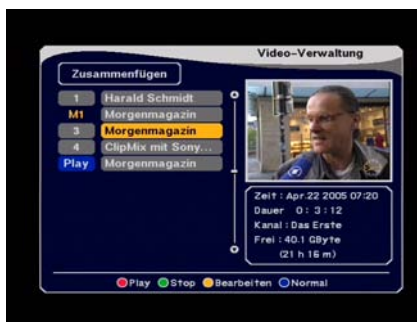 Video-Verwaltung
Zusammenfügen
1 Harald Schmidt
M1 Morgenmagazin
3 Morgenmagazin
4 ClipMix mit Sony...
Play Morgenmagazin
Zeit : Apr.22 2005 07:20
Dauer 0 : 3 : 12
Kanal : Das Erste
Frei : 40.1 GByte
(21 h 16 m)
Play Stop Bearbeiten Normal